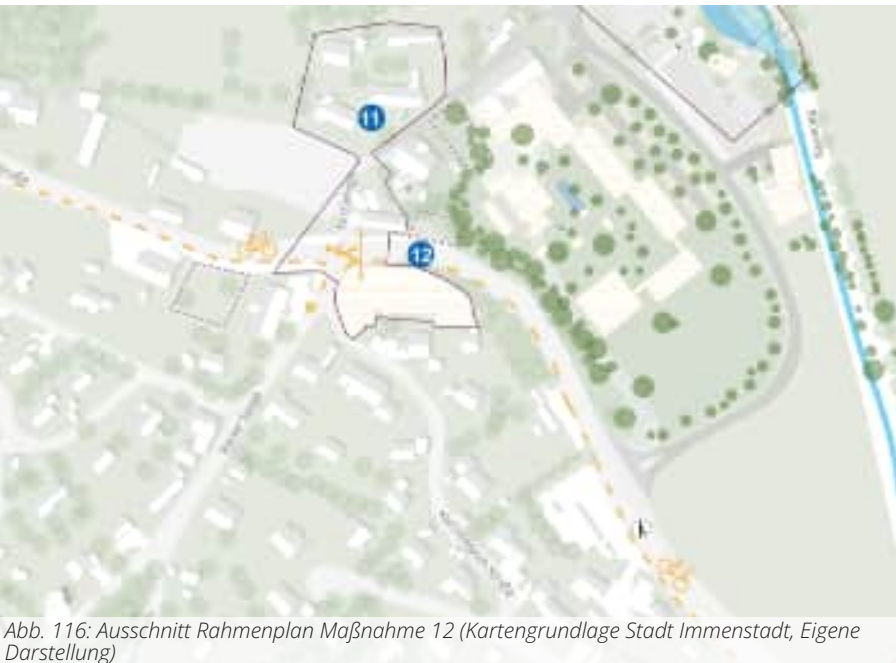 11
12
Abb. 116: Ausschnitt Rahmenplan Maßnahme 12 (Kartengrundlage Stadt Immenstadt, Eigene
Darstellung)